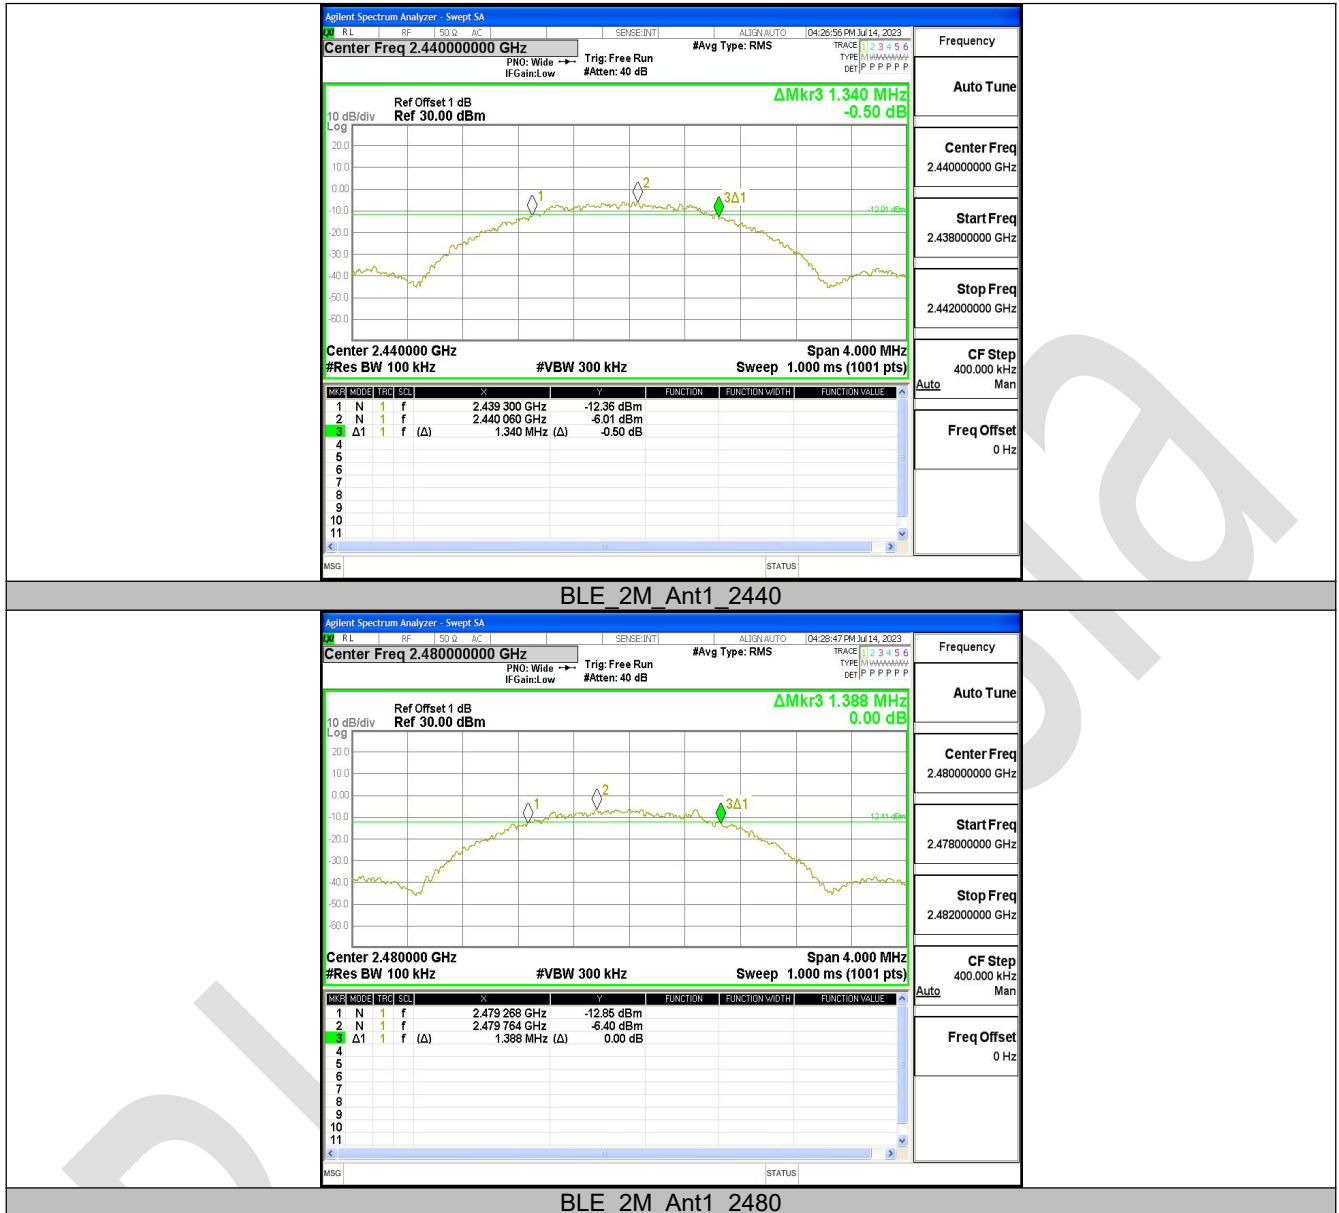 Agilent Spectrum Analyzer - Swept SA
LXI RL RF 50 Ω AC SENSE:INT ALIGN AUTO 04:26:56 PM Jul 14, 2023
Center Freq 2.440000000 GHz #Avg Type: RMS TRACE 1 2 3 4 5 6 Frequency
PNO: Wide Trig: Free Run TYPE M
IFGain:Low #Atten: 40 dB DET P P P P P P
Auto Tune
ΔMkr3 1.340 MHz
Ref Offset 1 dB
10 dB/div Ref 30.00 dBm -0.50 dB
Log
20.0
10.0
0.00
-10.0
-20.0
-30.0
-40.0
-50.0
-60.0
1
2
3Δ1
-12.01 dBm
Center Freq
2.440000000 GHz
Start Freq
2.438000000 GHz
Stop Freq
2.442000000 GHz
Center 2.440000 GHz Span 4.000 MHz
#Res BW 100 kHz #VBW 300 kHz Sweep 1.000 ms (1001 pts)
CF Step
400.000 kHz
Auto Man
MKR MODE TRC SCL X Y FUNCTION FUNCTION WIDTH FUNCTION VALUE
1 N 1 f 2.439 300 GHz -12.36 dBm
2 N 1 f 2.440 060 GHz -6.01 dBm
3 Δ1 1 f (Δ) 1.340 MHz (Δ) -0.50 dB
4
5
6
7
8
9
10
11
Freq Offset
0 Hz
MSG STATUS
BLE_2M_Ant1_2440
Agilent Spectrum Analyzer - Swept SA
LXI RL RF 50 Ω AC SENSE:INT ALIGN AUTO 04:28:47 PM Jul 14, 2023
Center Freq 2.480000000 GHz #Avg Type: RMS TRACE 1 2 3 4 5 6 Frequency
PNO: Wide Trig: Free Run TYPE M
IFGain:Low #Atten: 40 dB DET P P P P P P
Auto Tune
ΔMkr3 1.388 MHz
Ref Offset 1 dB
10 dB/div Ref 30.00 dBm 0.00 dB
Log
20.0
10.0
0.00
-10.0
-20.0
-30.0
-40.0
-50.0
-60.0
1
2
3Δ1
-12.41 dBm
Center Freq
2.480000000 GHz
Start Freq
2.478000000 GHz
Stop Freq
2.482000000 GHz
Center 2.480000 GHz Span 4.000 MHz
#Res BW 100 kHz #VBW 300 kHz Sweep 1.000 ms (1001 pts)
CF Step
400.000 kHz
Auto Man
MKR MODE TRC SCL X Y FUNCTION FUNCTION WIDTH FUNCTION VALUE
1 N 1 f 2.479 268 GHz -12.85 dBm
2 N 1 f 2.479 764 GHz -6.40 dBm
3 Δ1 1 f (Δ) 1.388 MHz (Δ) 0.00 dB
4
5
6
7
8
9
10
11
Freq Offset
0 Hz
MSG STATUS
BLE_2M_Ant1_2480